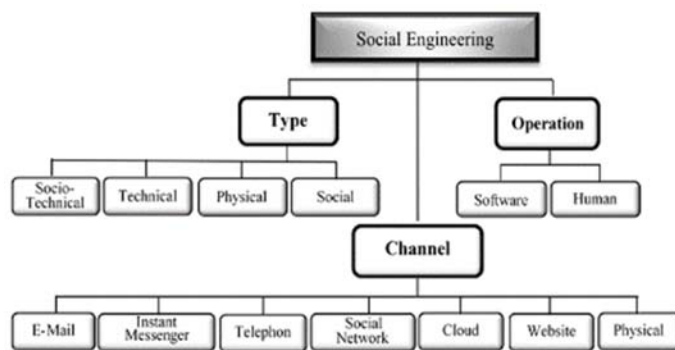 Social Engineering
Type
Operation
Socio-
Technical
Technical
Physical
Social
Software
Human
Channel
E-Mail
Instant
Messenger
Telephon
Social
Network
Cloud
Website
Physical